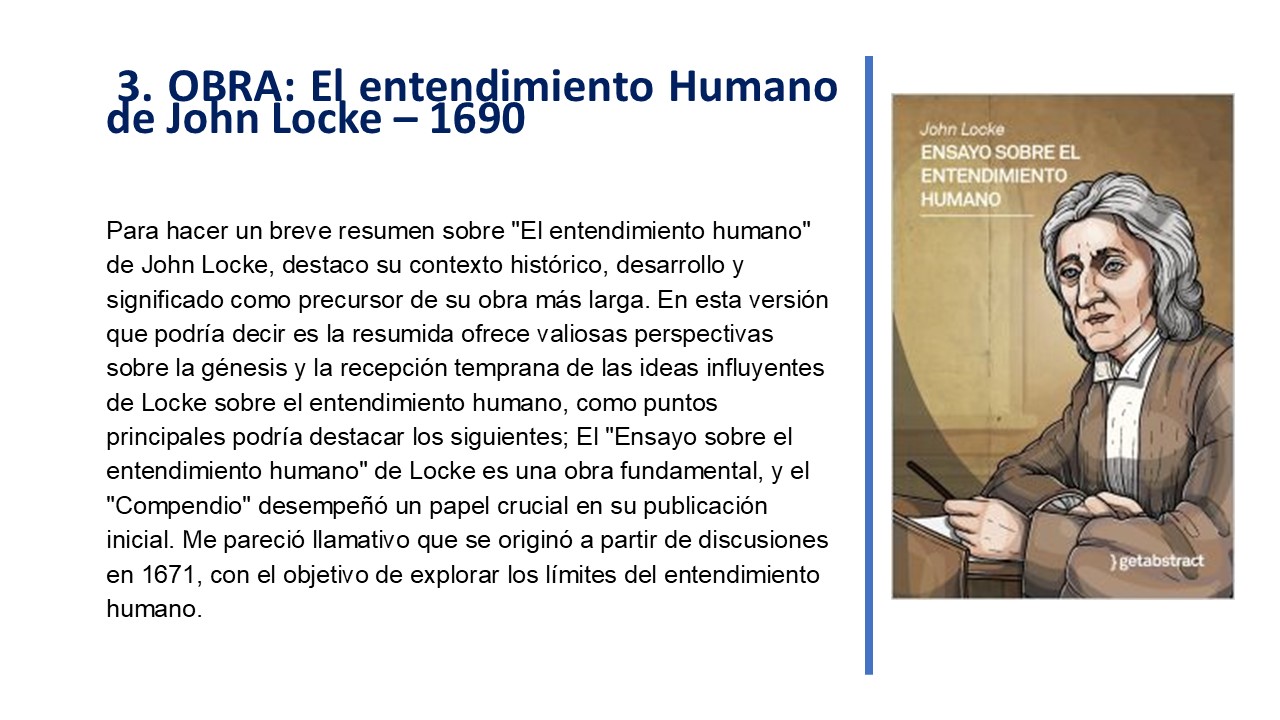 3. OBRA: El entendimiento Humano
de John Locke – 1690
Para hacer un breve resumen sobre "El entendimiento humano"
de John Locke, destaco su contexto histórico, desarrollo y
significado como precursor de su obra más larga. En esta versión
que podría decir es la resumida ofrece valiosas perspectivas
sobre la génesis y la recepción temprana de las ideas influyentes
de Locke sobre el entendimiento humano, como puntos
principales podría destacar los siguientes; El "Ensayo sobre el
entendimiento humano" de Locke es una obra fundamental, y el
"Compendio" desempeñó un papel crucial en su publicación
inicial. Me pareció llamativo que se originó a partir de discusiones
en 1671, con el objetivo de explorar los límites del entendimiento
humano.
John Locke
ENSAYO SOBRE EL
ENTENDIMIENTO
HUMANO
}getabstract